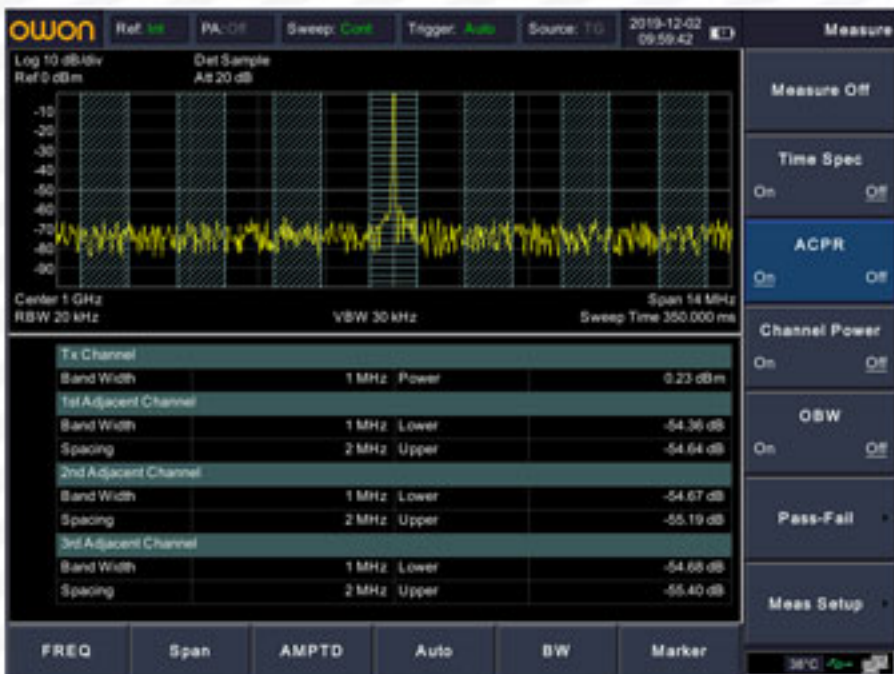 owon Ref: Int PA: Off Sweep: Cont Trigger: Auto Source: TG 2019-12-02 09:59:42 Measure
Log 10 dB/div Det Sample
Ref 0 dBm Att 20 dB
-10
-20
-30
-40
-50
-60
-70
-80
-90
Center 1 GHz Span 14 MHz
RBW 20 kHz VBW 30 kHz Sweep Time 350.000 ms
Tx Channel
Band Width 1 MHz Power 0.23 dBm
1st Adjacent Channel
Band Width 1 MHz Lower -54.36 dB
Spacing 2 MHz Upper -54.64 dB
2nd Adjacent Channel
Band Width 1 MHz Lower -54.67 dB
Spacing 2 MHz Upper -55.19 dB
3rd Adjacent Channel
Band Width 1 MHz Lower -54.68 dB
Spacing 2 MHz Upper -55.40 dB
Measure Off
Time Spec
On Off
ACPR
On Off
Channel Power
On Off
OBW
On Off
Pass-Fail
Meas Setup
FREQ Span AMPTD Auto BW Marker
36°C